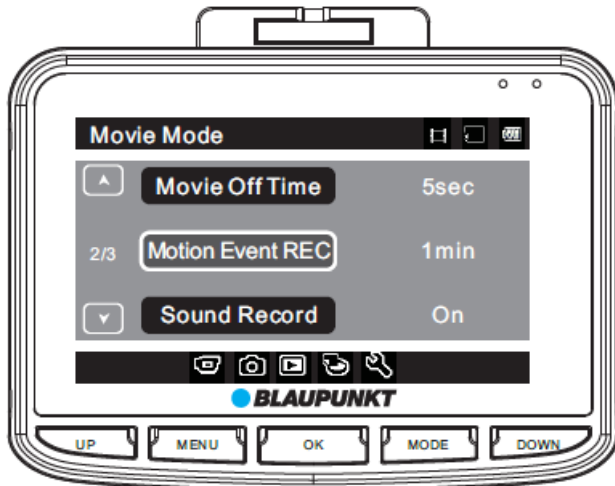 Movie Mode
Movie Off Time 5sec
2/3 Motion Event REC 1min
Sound Record On
BLAUPUNKT
UP MENU OK MODE DOWN